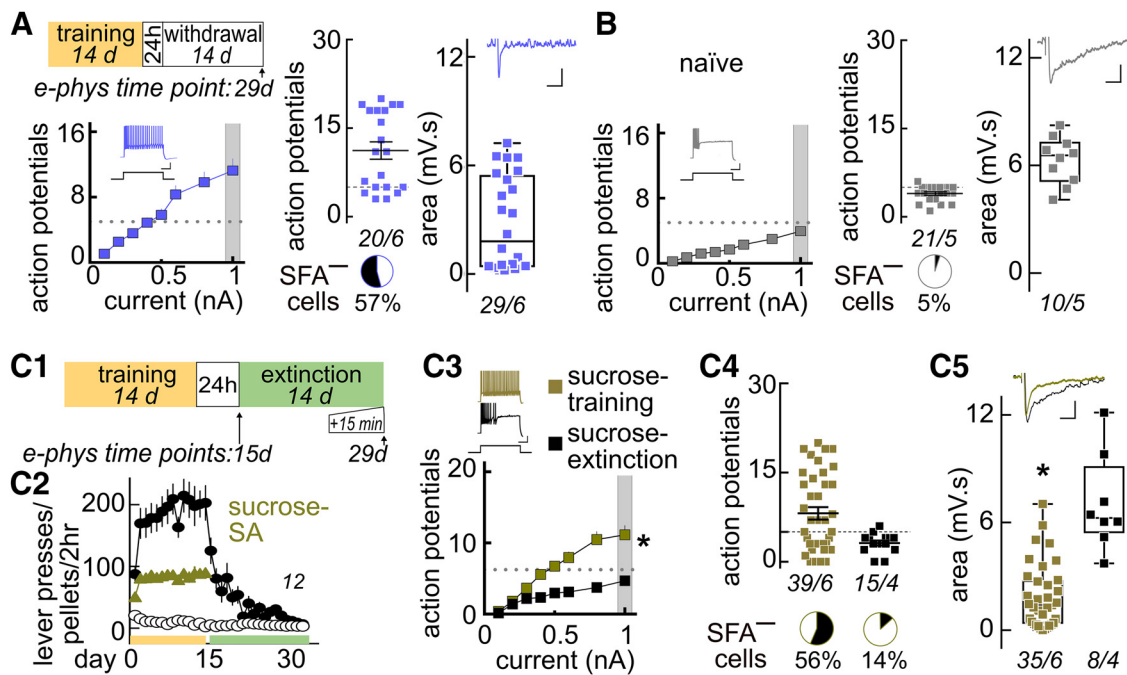 A
training
14 d
24h
withdrawal
14 d
e-phys time point:29d
action potentials
16
8
0
0
0.5
1
current (nA)
action potentials
30
15
0
20/6
SFA—
cells
57%
area (mV.s)
12
6
0
29/6
B
naïve
action potentials
16
8
0
0
0.5
1
current (nA)
action potentials
30
15
0
21/5
SFA—
cells
5%
area (mV.s)
12
6
0
10/5
C1
training
14 d
24h
extinction
14 d
+15 min
e-phys time points:15d
29d
C2
lever presses/
pellets/2hr
200
100
0
sucrose-
SA
12
day
0
15
30
C3
sucrose-
training
sucrose-
extinction
action potentials
20
10
0
*
0
0.5
1
current (nA)
C4
action potentials
30
15
0
39/6
15/4
SFA—
cells
56%
14%
C5
area (mV.s)
12
6
0
*
35/6
8/4